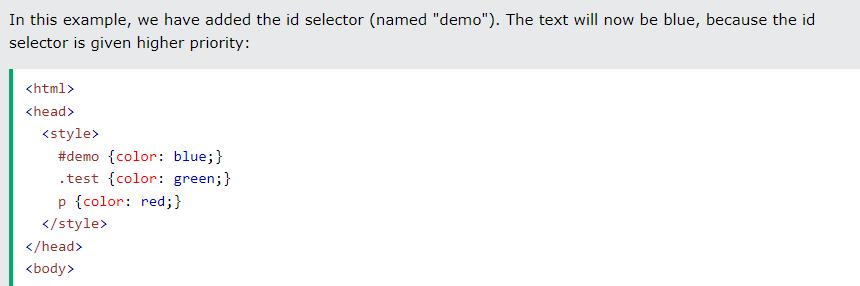 In this example, we have added the id selector (named "demo"). The text will now be blue, because the id
selector is given higher priority:
<html>
<head>
  <style>
    #demo {color: blue;}
    .test {color: green;}
    p {color: red;}
  </style>
</head>
<body>